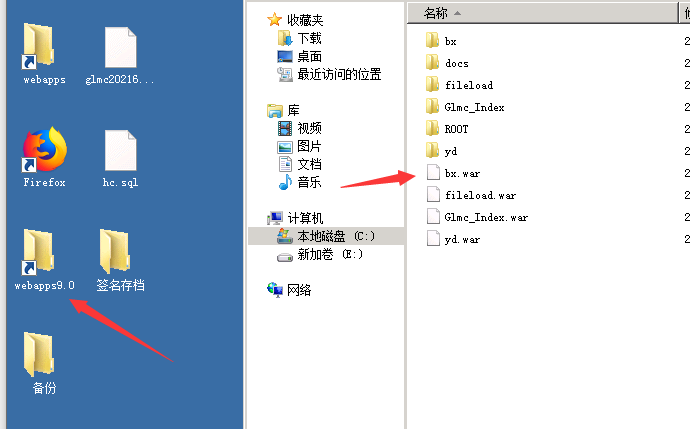 webapps
glmc20216...
Firefox
hc.sql
webapps9.0
签名存档
备份
收藏夹
下载
桌面
最近访问的位置
库
视频
图片
文档
音乐
计算机
本地磁盘 (C:)
新加卷 (E:)
网络
名称
bx
docs
fileload
Glmc_Index
ROOT
yd
bx.war
fileload.war
Glmc_Index.war
yd.war